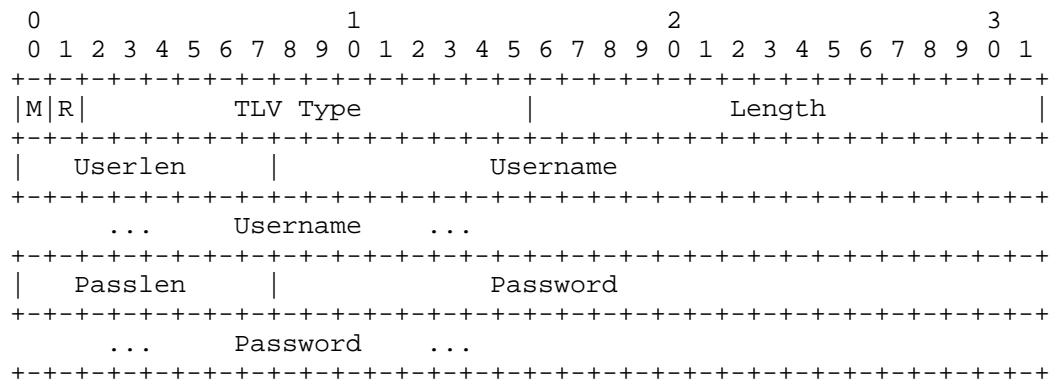 0                   1                   2                   3
 0 1 2 3 4 5 6 7 8 9 0 1 2 3 4 5 6 7 8 9 0 1 2 3 4 5 6 7 8 9 0 1
+-+-+-+-+-+-+-+-+-+-+-+-+-+-+-+-+-+-+-+-+-+-+-+-+-+-+-+-+-+-+-+-+
|M|R|         TLV Type          |            Length             |
+-+-+-+-+-+-+-+-+-+-+-+-+-+-+-+-+-+-+-+-+-+-+-+-+-+-+-+-+-+-+-+-+
|   Userlen     |             Username
+-+-+-+-+-+-+-+-+-+-+-+-+-+-+-+-+-+-+-+-+-+-+-+-+-+-+-+-+-+-+-+-+
      ...     Username    ...
+-+-+-+-+-+-+-+-+-+-+-+-+-+-+-+-+-+-+-+-+-+-+-+-+-+-+-+-+-+-+-+-+
|   Passlen     |             Password
+-+-+-+-+-+-+-+-+-+-+-+-+-+-+-+-+-+-+-+-+-+-+-+-+-+-+-+-+-+-+-+-+
      ...     Password    ...
+-+-+-+-+-+-+-+-+-+-+-+-+-+-+-+-+-+-+-+-+-+-+-+-+-+-+-+-+-+-+-+-+